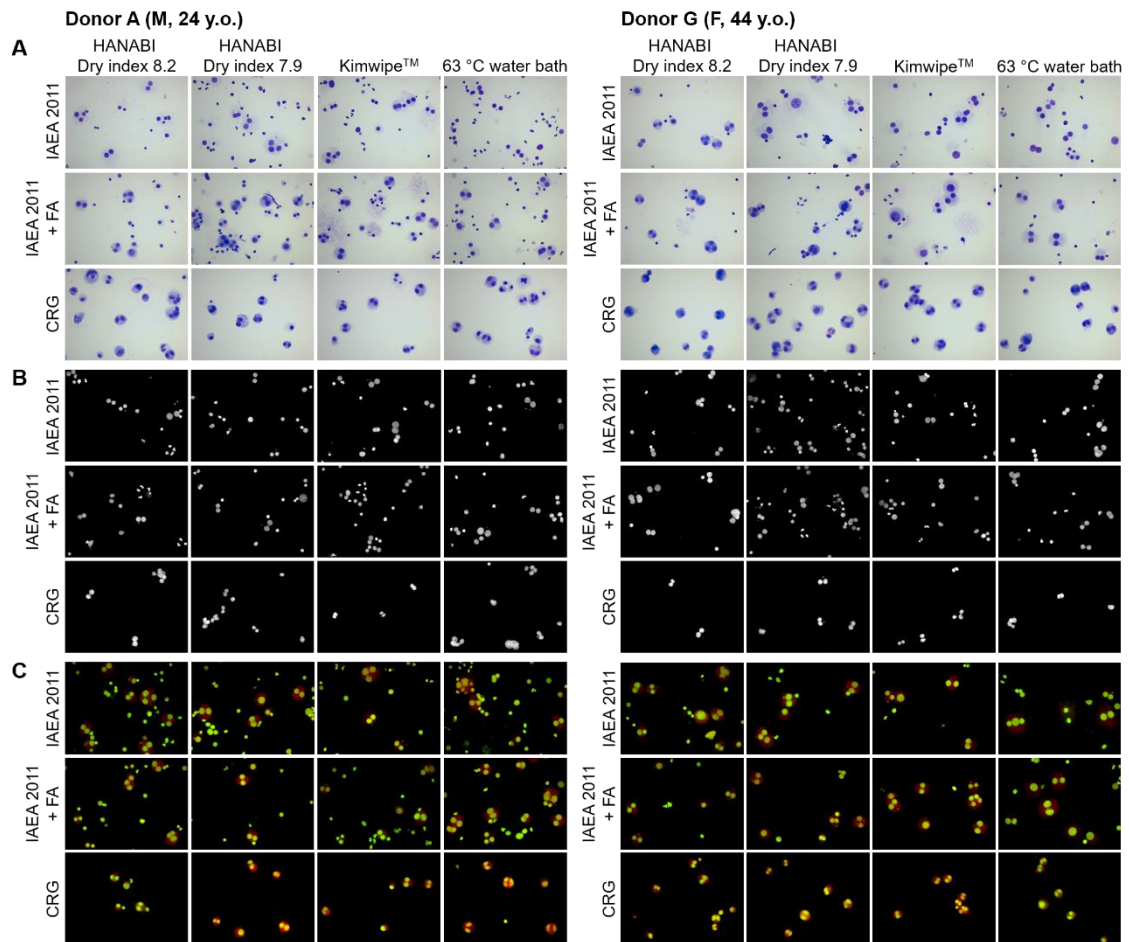 Donor A (M, 24 y.o.)
Donor G (F, 44 y.o.)
A
HANABI
Dry index 8.2
HANABI
Dry index 7.9
Kimwipe™
63 °C water bath
HANABI
Dry index 8.2
HANABI
Dry index 7.9
Kimwipe™
63 °C water bath
IAEA 2011
IAEA 2011
+ FA
CRG
IAEA 2011
IAEA 2011
+ FA
CRG
B
IAEA 2011
IAEA 2011
+ FA
CRG
IAEA 2011
IAEA 2011
+ FA
CRG
C
IAEA 2011
IAEA 2011
+ FA
CRG
IAEA 2011
IAEA 2011
+ FA
CRG